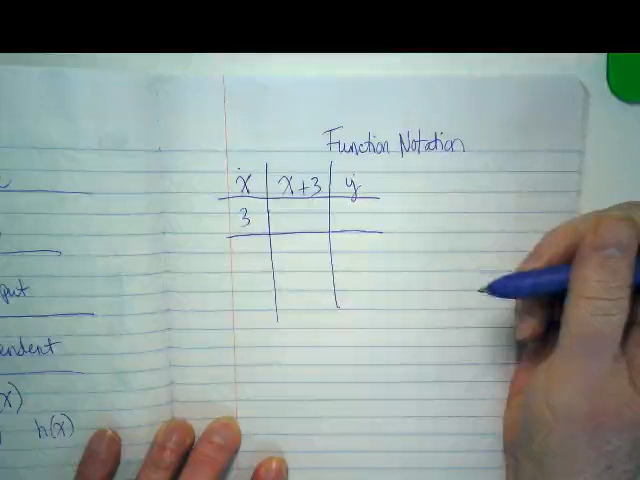 Function Notation
x x+3 y
3
put
endent
h(x)